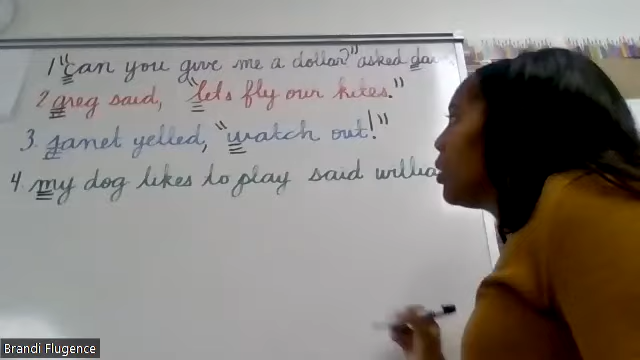 1 "can you give me a dollar?" asked
2 greg said, "lets fly our kites."
3. janet yelled, "watch out!"
4. my dog likes to play said
Brandi Flugence